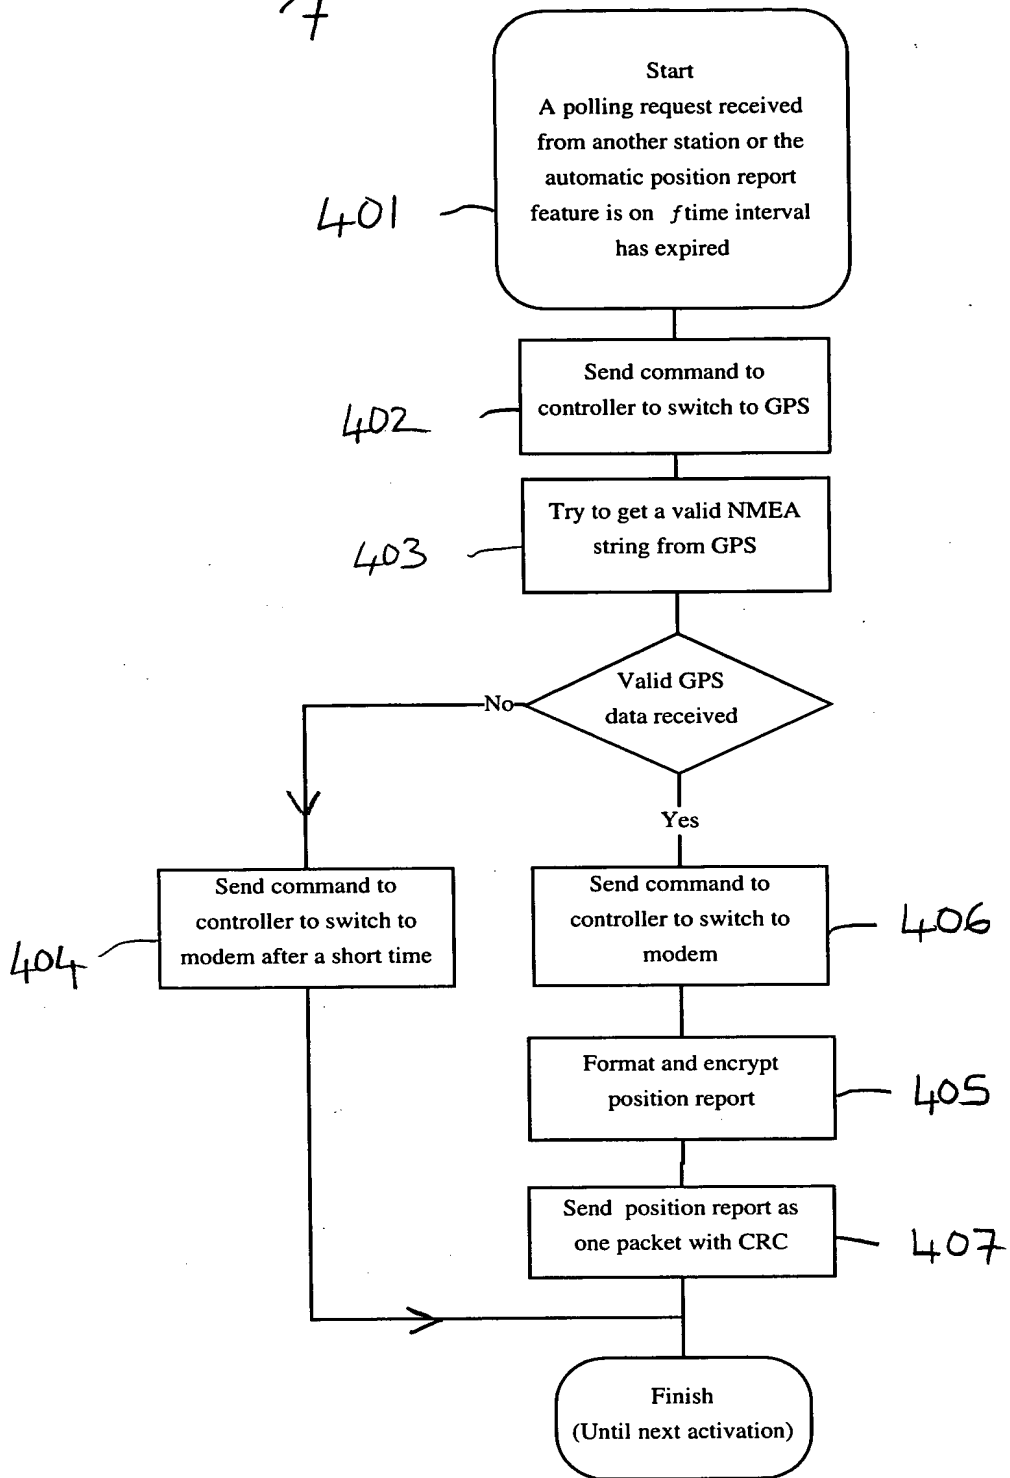 Start
A polling request received
from another station or the
automatic position report
feature is on f time interval
has expired
401
Send command to
controller to switch to GPS
402
Try to get a valid NMEA
string from GPS
403
Valid GPS
data received
No
Yes
Send command to
controller to switch to
modem after a short time
404
Send command to
controller to switch to
modem
406
Format and encrypt
position report
405
Send position report as
one packet with CRC
407
Finish
(Until next activation)